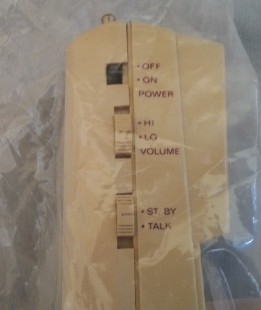 • OFF
• ON
POWER
• HI
• LO
VOLUME
• ST. BY
• TALK